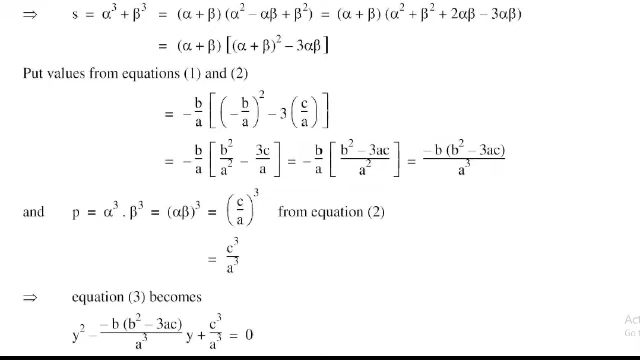 ⇒ s = α³ + β³ = (α + β) (α² − αβ + β²) = (α + β) (α² + β² + 2αβ − 3αβ)
= (α + β) [(α + β)² − 3αβ]
Put values from equations (1) and (2)
= −b/a [(−b/a)² − 3(c/a)]
= −b/a [b²/a² − 3c/a] = −b/a [(b² − 3ac)/a²] = −b (b² − 3ac)/a³
and p = α³ . β³ = (αβ)³ = (c/a)³ from equation (2)
= c³/a³
⇒ equation (3) becomes
y² − −b (b² − 3ac)/a³ y + c³/a³ = 0
Act
Go t